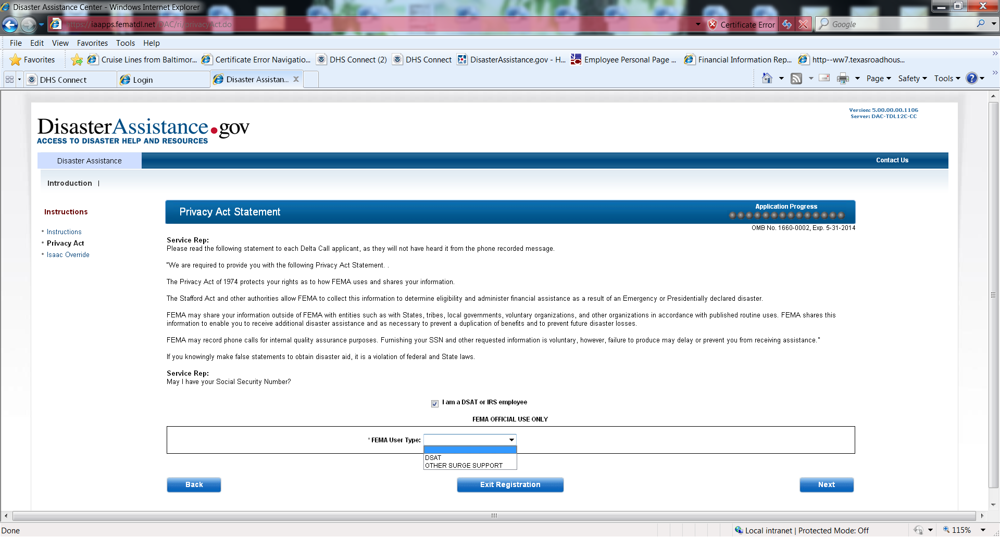 Disaster Assistance Center - Windows Internet Explorer
https://iaapps.fematdl.net/DAC/ri/privacyAct.do
Certificate Error
Google
File Edit View Favorites Tools Help
Favorites Cruise Lines from Baltimor... Certificate Error Navigatio... DHS Connect (2) DHS Connect DisasterAssistance.gov - H... Employee Personal Page ... Financial Information Rep... http--ww7.texasroadhous...
DHS Connect Login Disaster Assistan... Page Safety Tools
Version: 5.00.00.00.1106
Server: DAC-TDL12C-CC
DisasterAssistance.gov
ACCESS TO DISASTER HELP AND RESOURCES
Disaster Assistance Contact Us
Introduction |
Instructions
Instructions
Privacy Act
Isaac Override
Privacy Act Statement
Application Progress
OMB No. 1660-0002, Exp. 5-31-2014
Service Rep:
Please read the following statement to each Delta Call applicant, as they will not have heard it from the phone recorded message.
"We are required to provide you with the following Privacy Act Statement. .
The Privacy Act of 1974 protects your rights as to how FEMA uses and shares your information.
The Stafford Act and other authorities allow FEMA to collect this information to determine eligibility and administer financial assistance as a result of an Emergency or Presidentially declared disaster.
FEMA may share your information outside of FEMA with entities such as with States, tribes, local governments, voluntary organizations, and other organizations in accordance with published routine uses. FEMA shares this
information to enable you to receive additional disaster assistance and as necessary to prevent a duplication of benefits and to prevent future disaster losses.
FEMA may record phone calls for internal quality assurance purposes. Furnishing your SSN and other requested information is voluntary, however, failure to produce may delay or prevent you from receiving assistance."
If you knowingly make false statements to obtain disaster aid, it is a violation of federal and State laws.
Service Rep:
May I have your Social Security Number?
I am a DSAT or IRS employee
FEMA OFFICIAL USE ONLY
* FEMA User Type:
DSAT
OTHER SURGE SUPPORT
Back Exit Registration Next
Done
Local intranet | Protected Mode: Off
115%